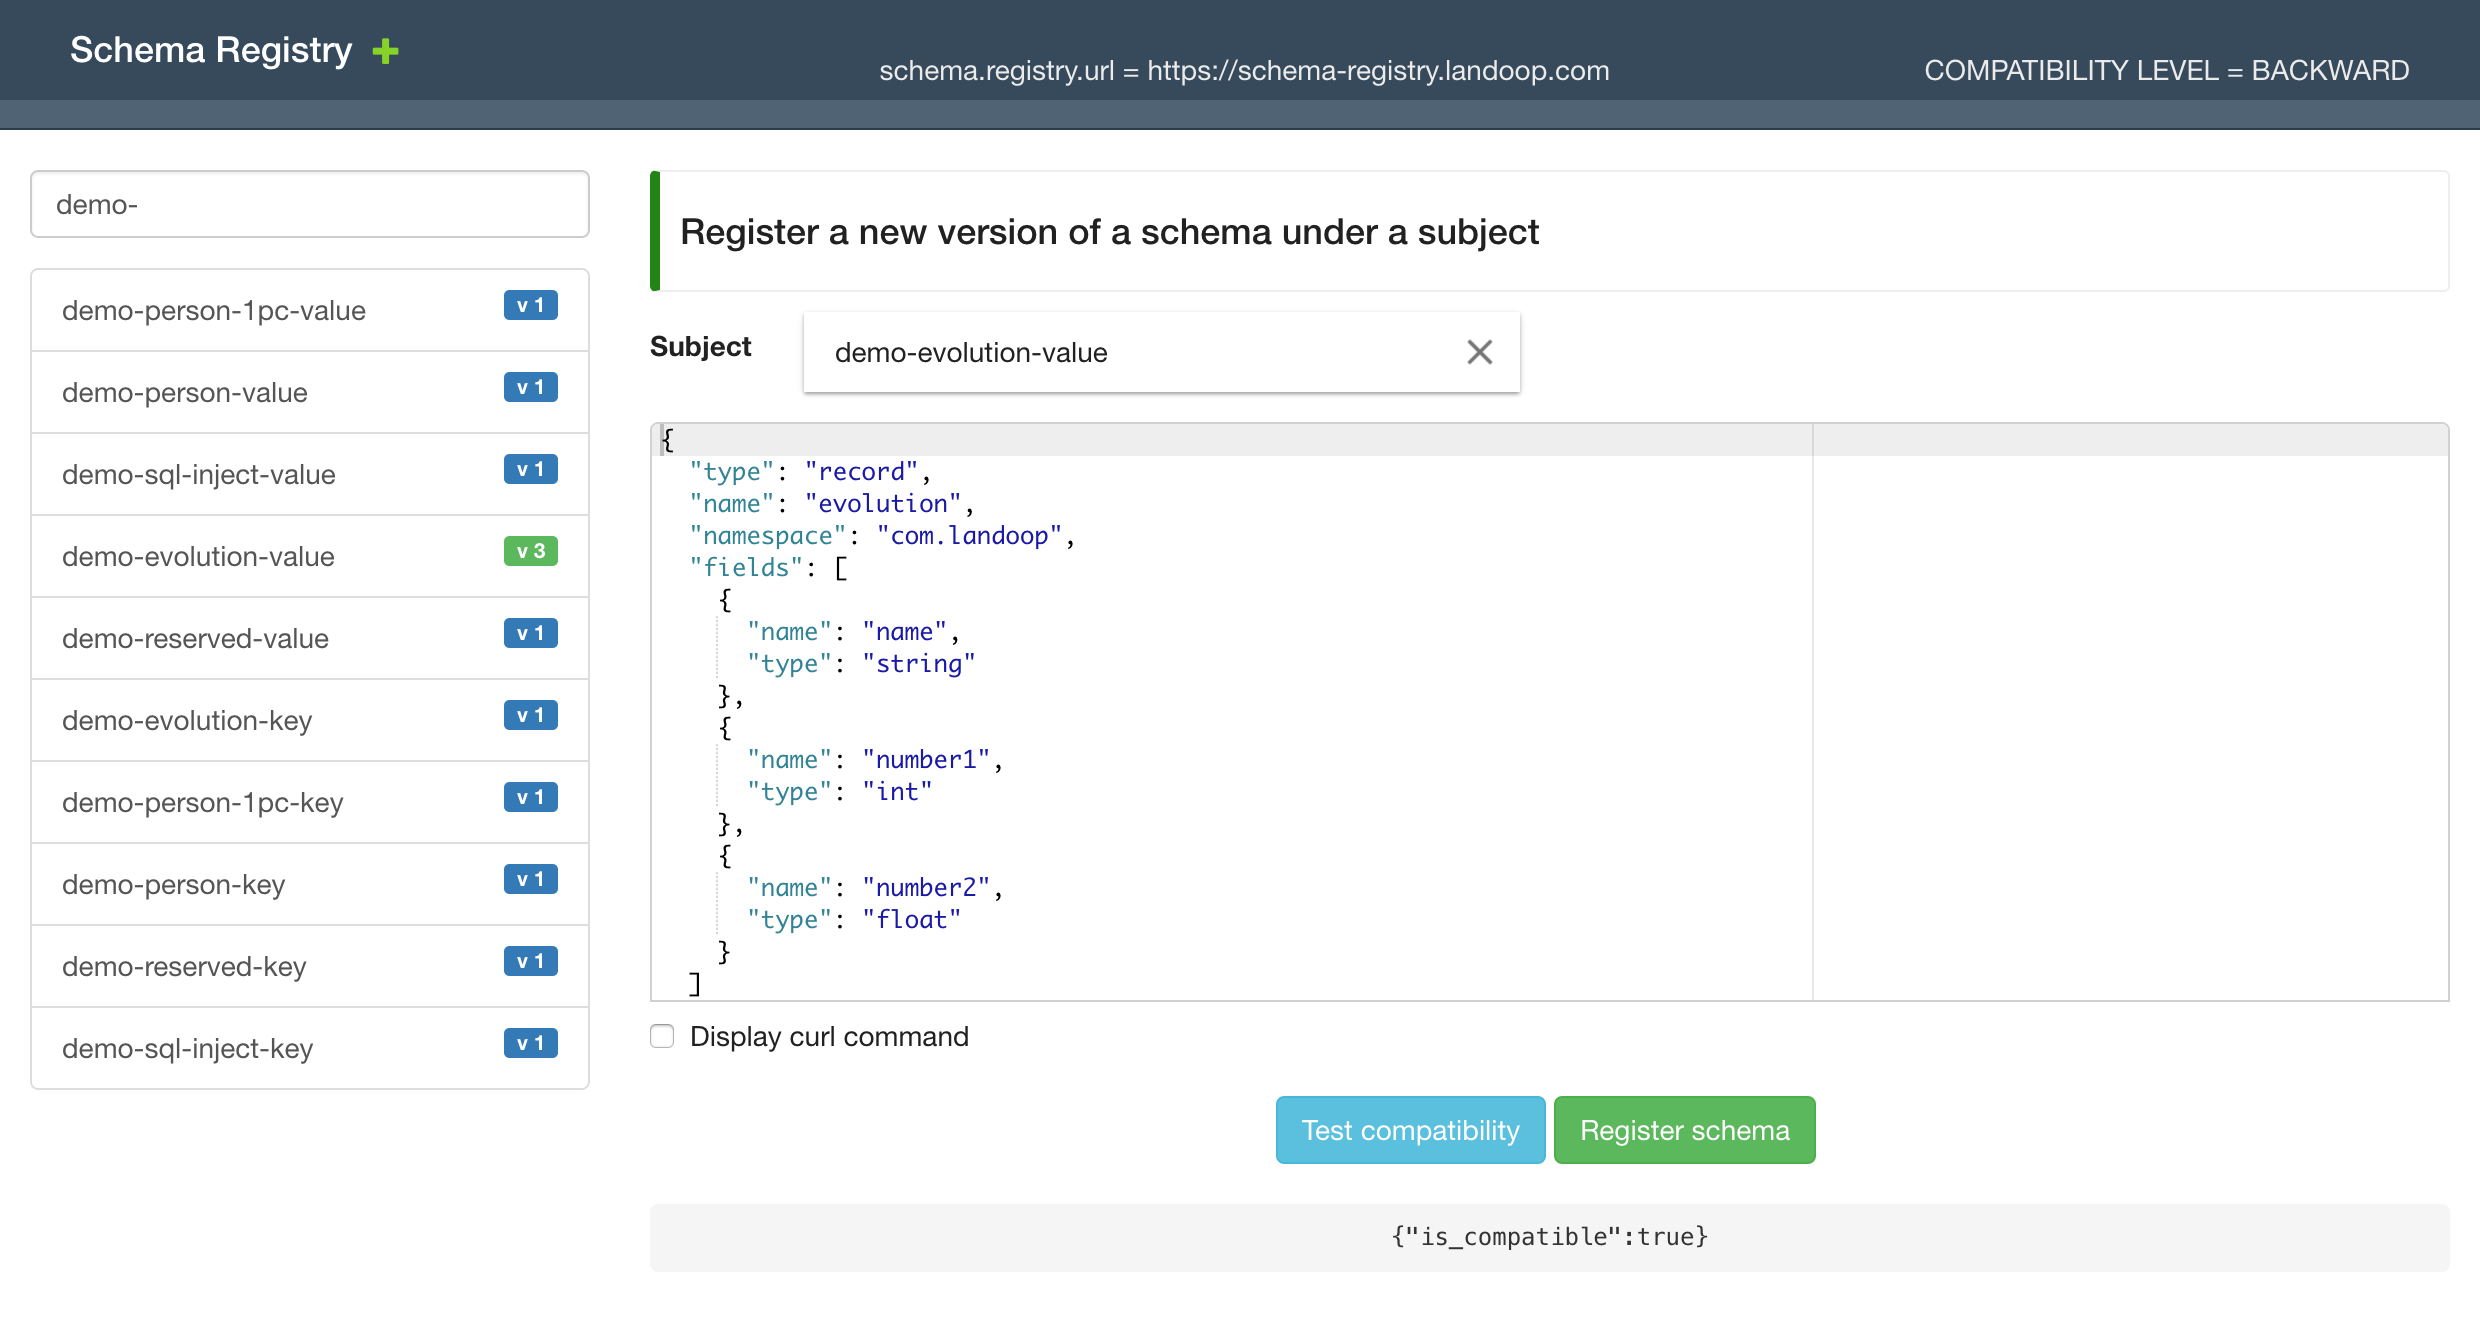 Schema Registry
schema.registry.url = https://schema-registry.landoop.com
COMPATIBILITY LEVEL = BACKWARD
demo-
demo-person-1pc-value v 1
demo-person-value v 1
demo-sql-inject-value v 1
demo-evolution-value v 3
demo-reserved-value v 1
demo-evolution-key v 1
demo-person-1pc-key v 1
demo-person-key v 1
demo-reserved-key v 1
demo-sql-inject-key v 1
Register a new version of a schema under a subject
Subject demo-evolution-value
{
  "type": "record",
  "name": "evolution",
  "namespace": "com.landoop",
  "fields": [
    {
      "name": "name",
      "type": "string"
    },
    {
      "name": "number1",
      "type": "int"
    },
    {
      "name": "number2",
      "type": "float"
    }
  ]
Display curl command
Test compatibility Register schema
{"is_compatible":true}